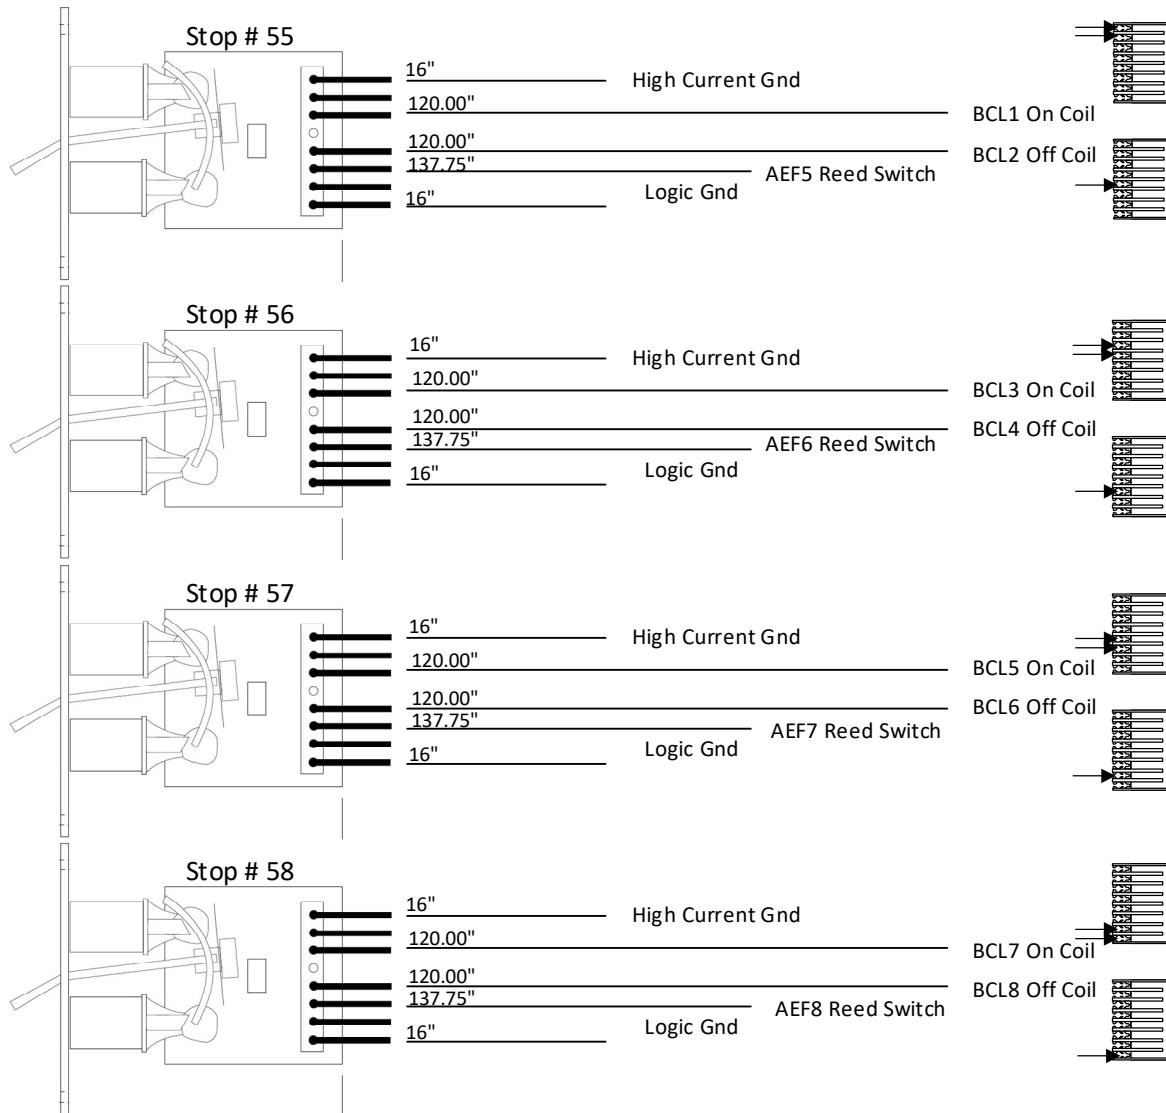 Stop # 55
16"
High Current Gnd
120.00"
BCL1 On Coil
120.00"
BCL2 Off Coil
137.75"
AEF5 Reed Switch
Logic Gnd
16"
Stop # 56
16"
High Current Gnd
120.00"
BCL3 On Coil
120.00"
BCL4 Off Coil
137.75"
AEF6 Reed Switch
Logic Gnd
16"
Stop # 57
16"
High Current Gnd
120.00"
BCL5 On Coil
120.00"
BCL6 Off Coil
137.75"
AEF7 Reed Switch
Logic Gnd
16"
Stop # 58
16"
High Current Gnd
120.00"
BCL7 On Coil
120.00"
BCL8 Off Coil
137.75"
AEF8 Reed Switch
Logic Gnd
16"